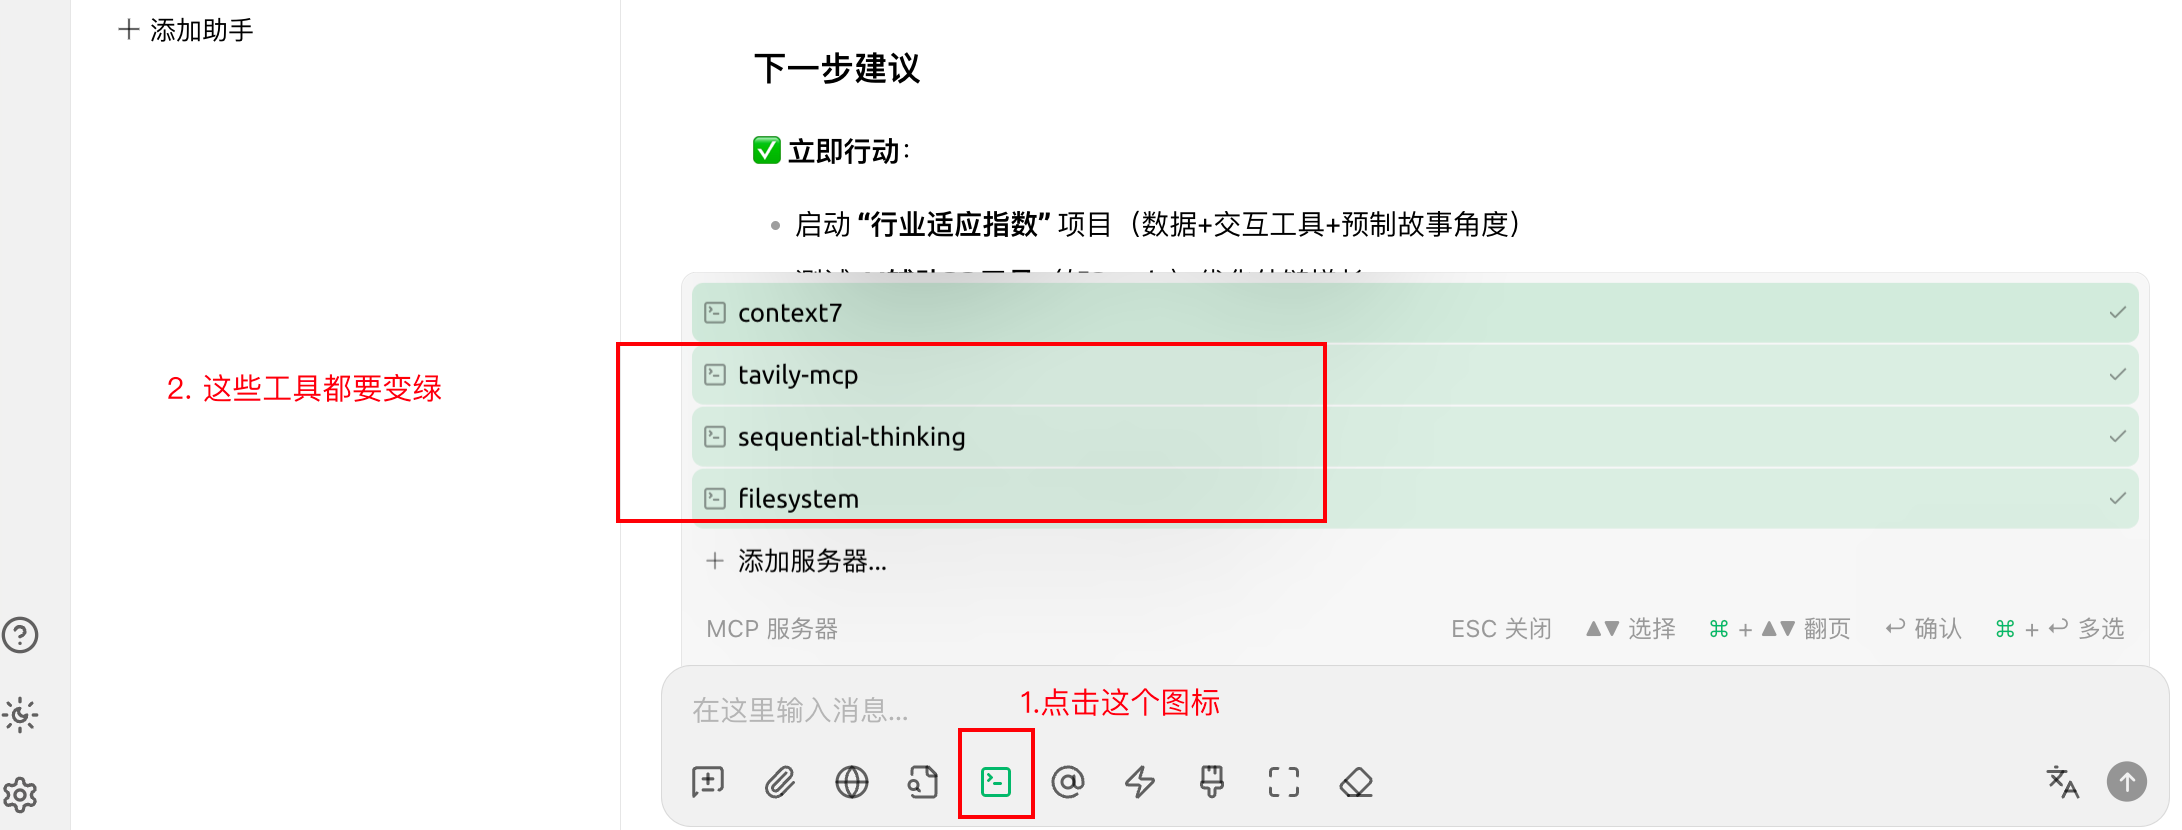 添加助手
下一步建议
✅ 立即行动：
• 启动 “行业适应指数” 项目（数据+交互工具+预制故事角度）
context7
tavily-mcp
2. 这些工具都要变绿
sequential-thinking
filesystem
添加服务器...
MCP 服务器
ESC 关闭 ▲▼ 选择 ⌘ + ▲▼ 翻页 ↩ 确认 ⌘ + ↩ 多选
1.点击这个图标
在这里输入消息...